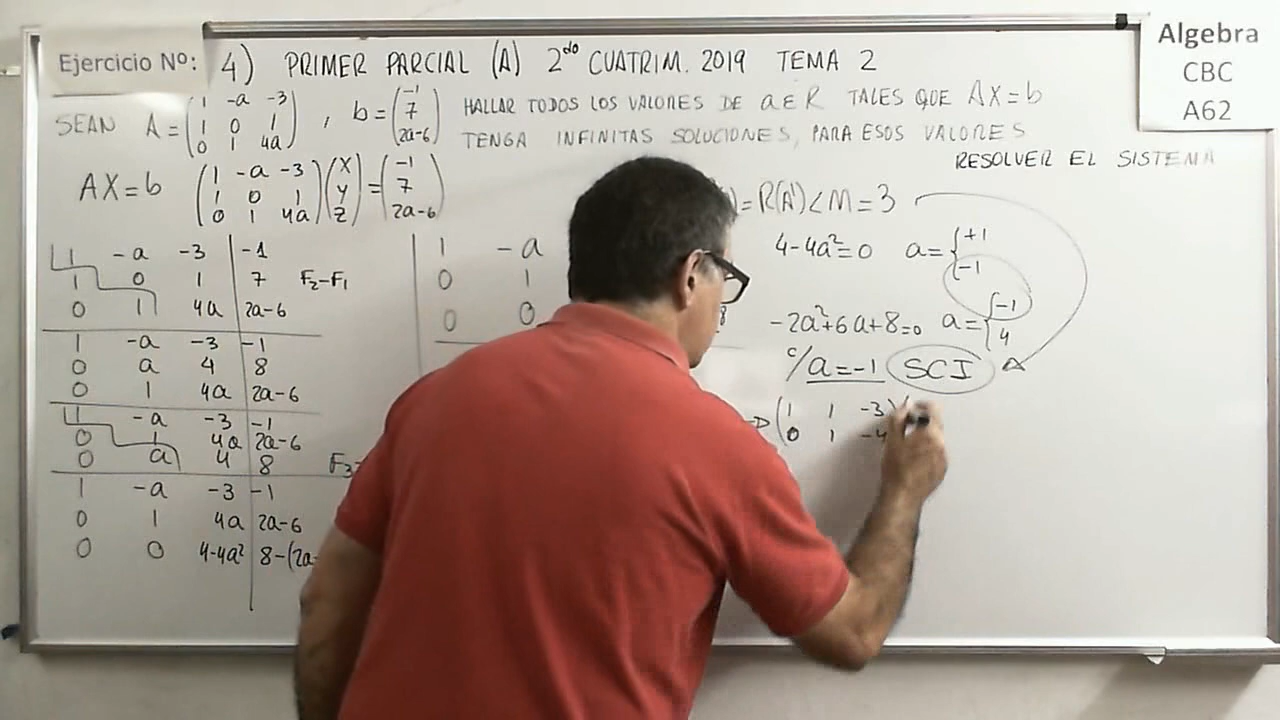 Ejercicio Nº: 4) PRIMER PARCIAL (A) 2do CUATRIM. 2019 TEMA 2
Algebra
CBC
A62
SEAN A = (1 -a -3
1 0 1
0 1 4a) , b = (-1
7
2a-6)
HALLAR TODOS LOS VALORES DE a∈R TALES QUE AX=b
TENGA INFINITAS SOLUCIONES, PARA ESOS VALORES
RESOLVER EL SISTEMA
AX=b (1 -a -3
1 0 1
0 1 4a) (X
Y
Z) = (-1
7
2a-6)
1 -a -3 | -1
1 0 1 | 7 F2-F1
0 1 4a | 2a-6
1 -a -3 | -1
0 a 4 | 8
0 1 4a | 2a-6
1 -a -3 | -1
0 1 4a | 2a-6
0 a 4 | 8
1 -a -3 | -1
0 1 4a | 2a-6
0 0 4-4a² | 8-(2a-
1 -a
0 1
0 0
=R(A')<M=3
4-4a²=0 a={+1
-1
-2a²+6a+8=0 a={-1
4
c/a=-1 SCI
(1 1 -3)
0 1 -4